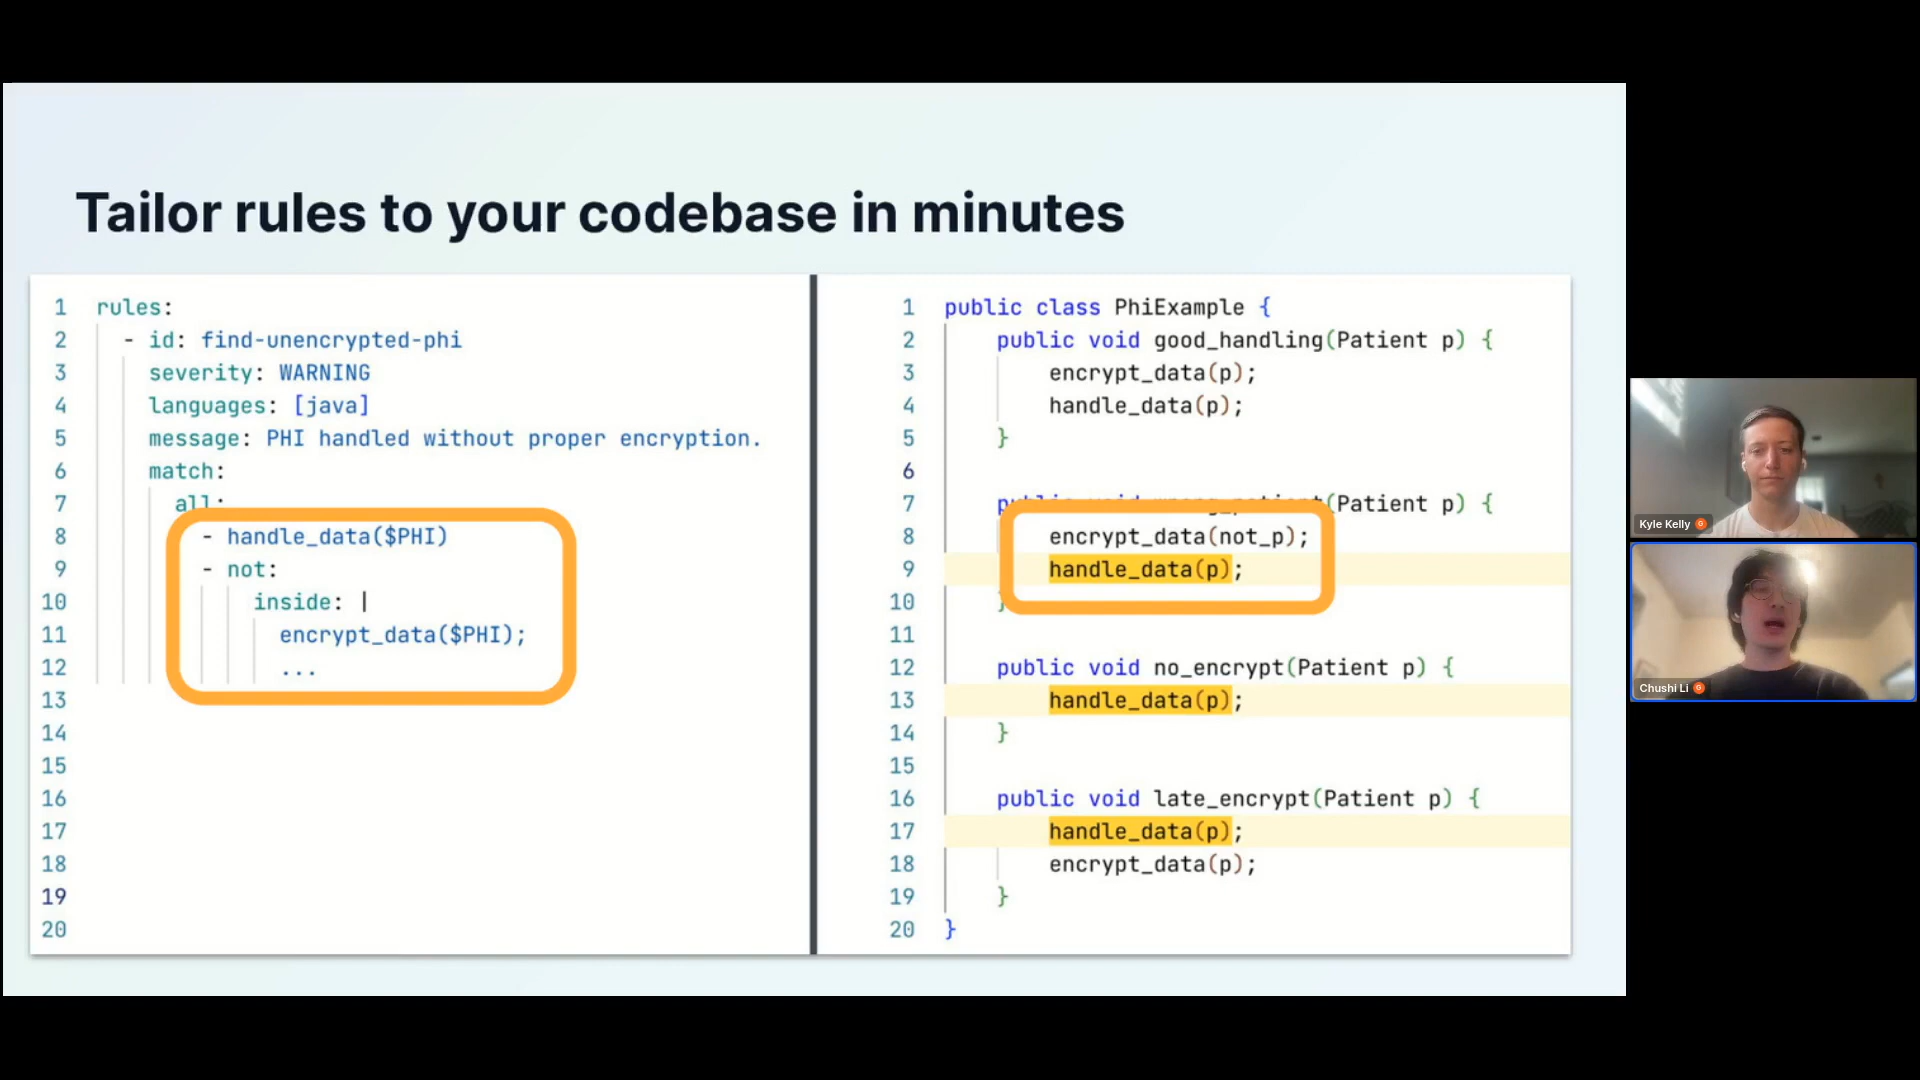 Tailor rules to your codebase in minutes
1 rules:
2 - id: find-unencrypted-phi
3 severity: WARNING
4 languages: [java]
5 message: PHI handled without proper encryption.
6 match:
7 all:
8 - handle_data($PHI)
9 - not:
10 inside: |
11 encrypt_data($PHI);
12 ...
13
14
15
16
17
18
19
20
1 public class PhiExample {
2 public void good_handling(Patient p) {
3 encrypt_data(p);
4 handle_data(p);
5 }
6
7 public void (Patient p) {
8 encrypt_data(not_p);
9 handle_data(p);
10 }
11
12 public void no_encrypt(Patient p) {
13 handle_data(p);
14 }
15
16 public void late_encrypt(Patient p) {
17 handle_data(p);
18 encrypt_data(p);
19 }
20 }
Kyle Kelly
Chushi Li